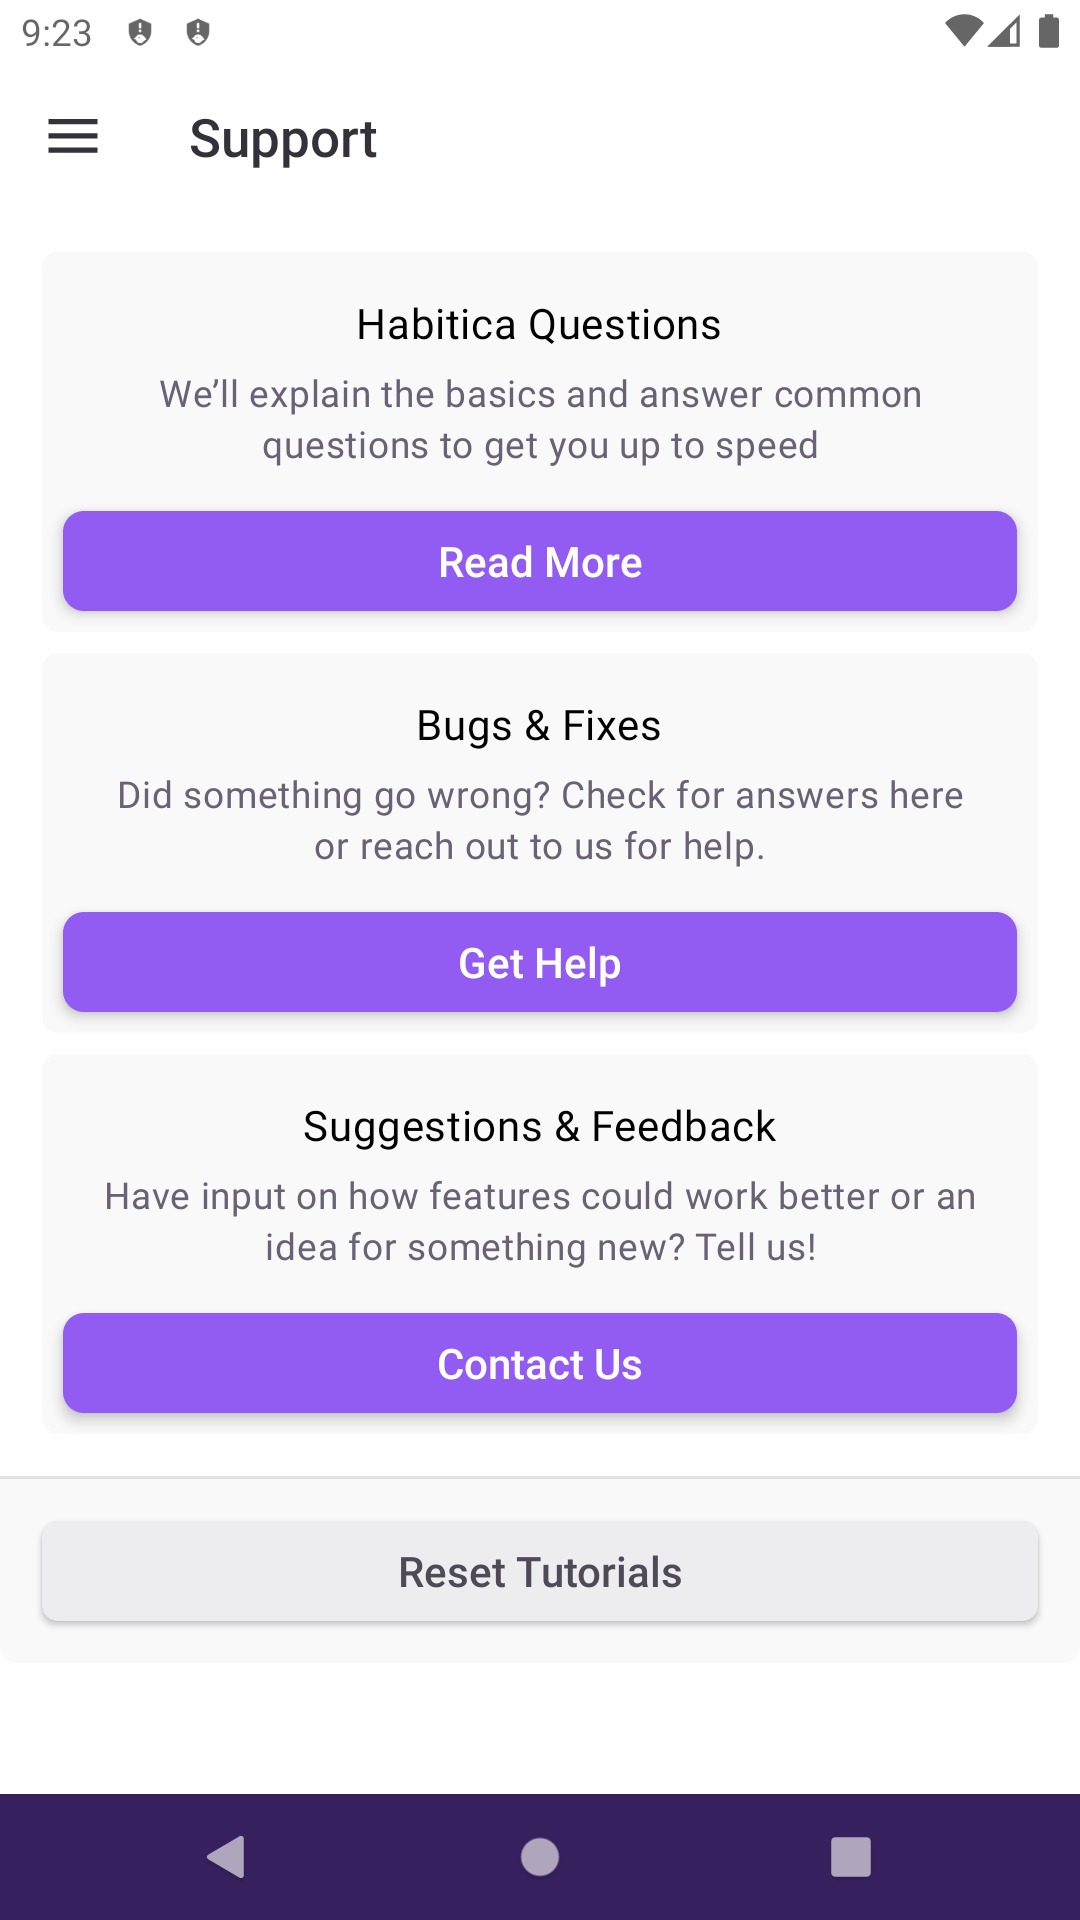 9:23
Support
Habitica Questions
We’ll explain the basics and answer common
questions to get you up to speed
Read More
Bugs & Fixes
Did something go wrong? Check for answers here
or reach out to us for help.
Get Help
Suggestions & Feedback
Have input on how features could work better or an
idea for something new? Tell us!
Contact Us
Reset Tutorials